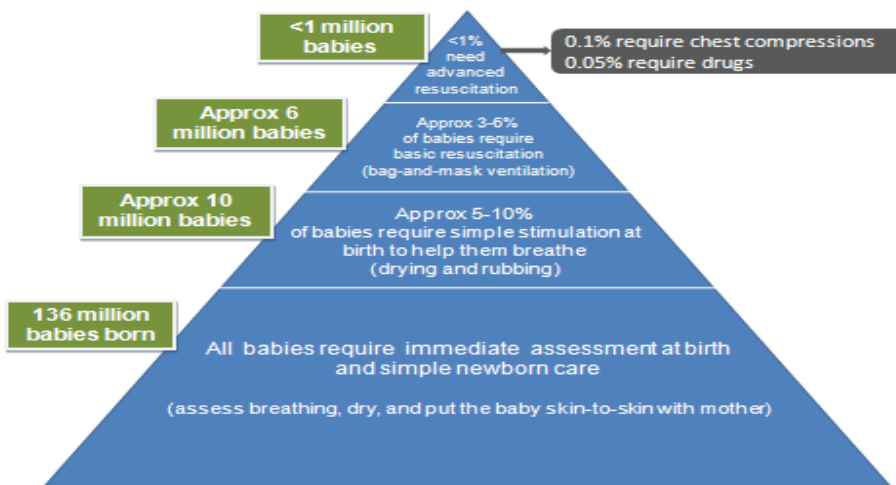 <1 million
babies
<1%
need
advanced
resuscitation
0.1% require chest compressions
0.05% require drugs
Approx 6
million babies
Approx 3-6%
of babies require
basic resuscitation
(bag-and-mask ventilation)
Approx 10
million babies
Approx 5-10%
of babies require simple stimulation at
birth to help them breathe
(drying and rubbing)
136 million
babies born
All babies require immediate assessment at birth
and simple newborn care
(assess breathing, dry, and put the baby skin-to-skin with mother)